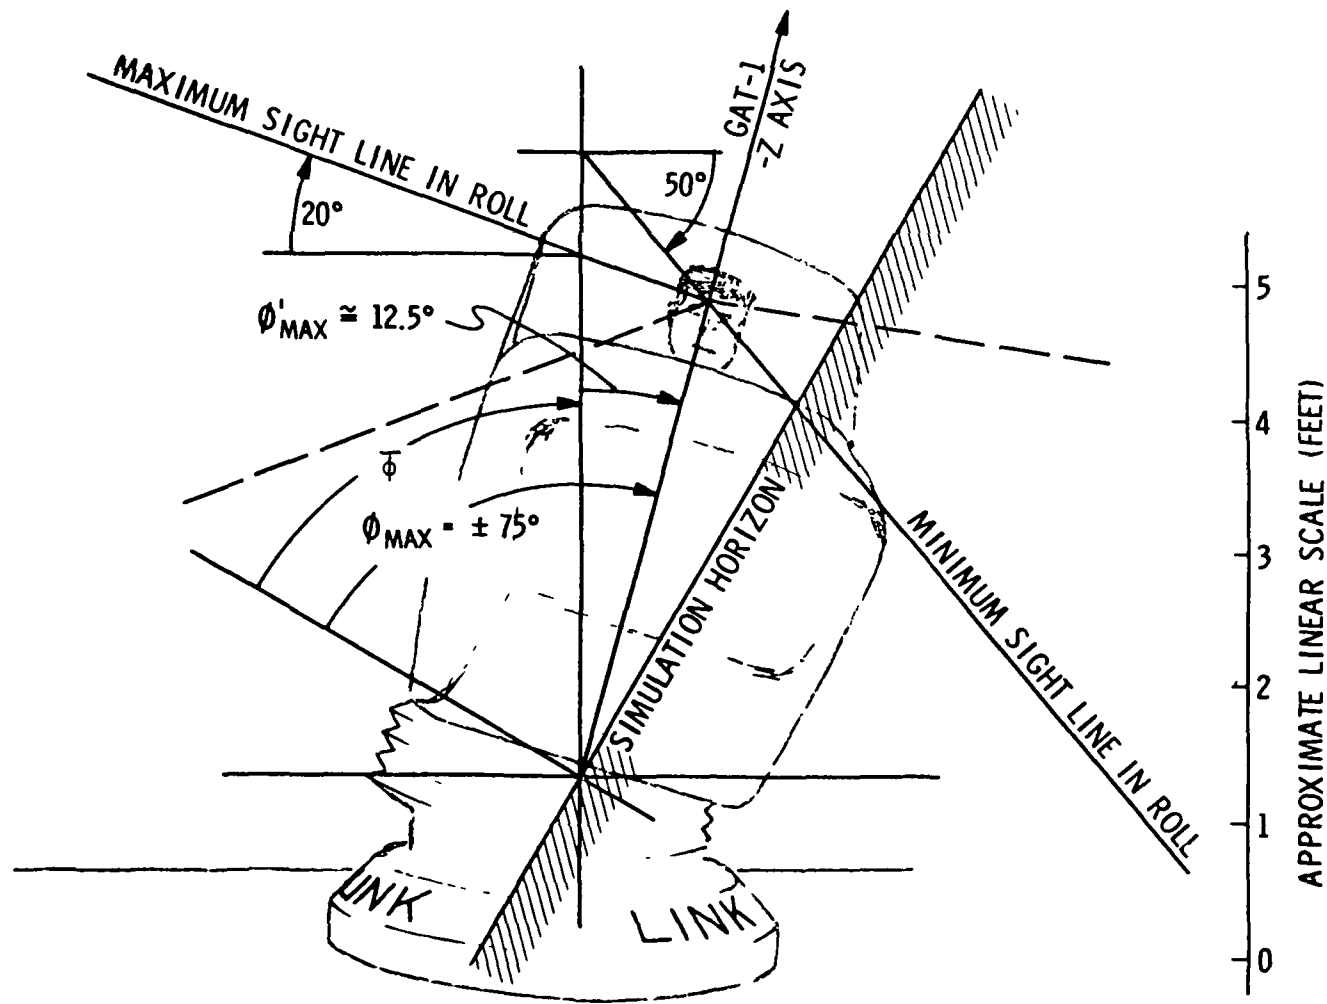 MAXIMUM SIGHT LINE IN ROLL
GAT-1
-Z AXIS
50°
20°
ϕ'MAX ≅ 12.5°
ϕ̄
ϕMAX = ± 75°
SIMULATION HORIZON
MINIMUM SIGHT LINE IN ROLL
5
4
3
2
1
0
APPROXIMATE LINEAR SCALE (FEET)
LINK
LINK